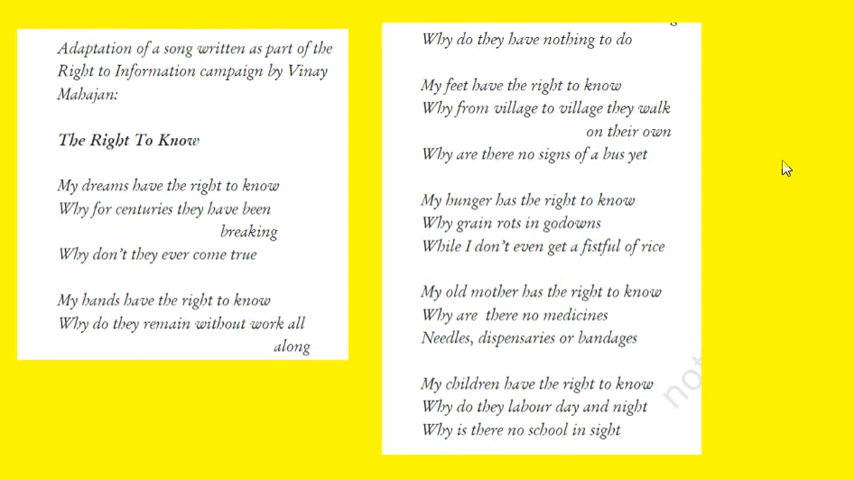 Adaptation of a song written as part of the
Right to Information campaign by Vinay
Mahajan:
The Right To Know
My dreams have the right to know
Why for centuries they have been
breaking
Why don't they ever come true
My hands have the right to know
Why do they remain without work all
along
Why do they have nothing to do
My feet have the right to know
Why from village to village they walk
on their own
Why are there no signs of a bus yet
My hunger has the right to know
Why grain rots in godowns
While I don't even get a fistful of rice
My old mother has the right to know
Why are there no medicines
Needles, dispensaries or bandages
My children have the right to know
Why do they labour day and night
Why is there no school in sight
not